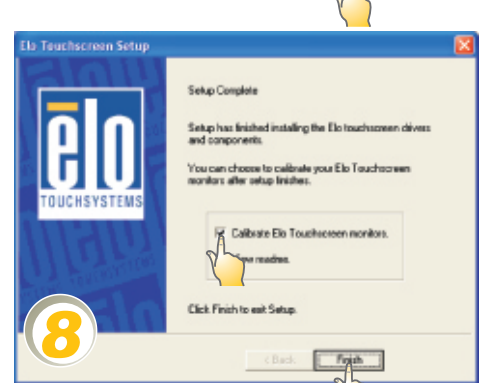 Elo Touchscreen Setup
Setup Complete
Setup has finished installing the Elo touchscreen drivers
and components.
You can choose to calibrate your Elo Touchscreen
monitors after setup finishes.
elo
TOUCHSYSTEMS
Calibrate Elo Touchscreen monitors.
readme.
Click Finish to exit Setup.
8
< Back
Finish